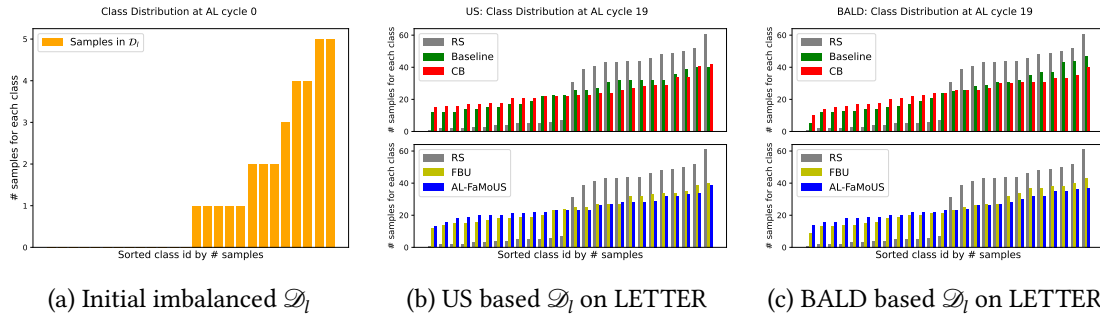 Class Distribution at AL cycle 0
# samples for each class
5
4
3
2
1
0
Samples in 𝒟l
Sorted class id by # samples
(a) Initial imbalanced 𝒟l
US: Class Distribution at AL cycle 19
# samples for each class
60
40
20
0
RS
Baseline
CB
# samples for each class
60
40
20
0
RS
FBU
AL-FaMoUS
Sorted class id by # samples
(b) US based 𝒟l on LETTER
BALD: Class Distribution at AL cycle 19
# samples for each class
60
40
20
0
RS
Baseline
CB
# samples for each class
60
40
20
0
RS
FBU
AL-FaMoUS
Sorted class id by # samples
(c) BALD based 𝒟l on LETTER